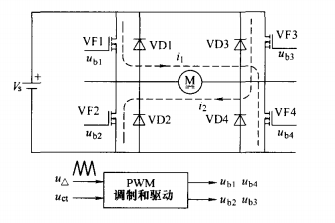 VF1
VD1
VD3
VF3
u_b1
i_1
u_b3
V_s
+
M
VF2
i_2
VF4
u_b2
VD2
VD4
u_b4
u_△
PWM
调制和驱动
u_b1 u_b4
u_ct
u_b2 u_b3